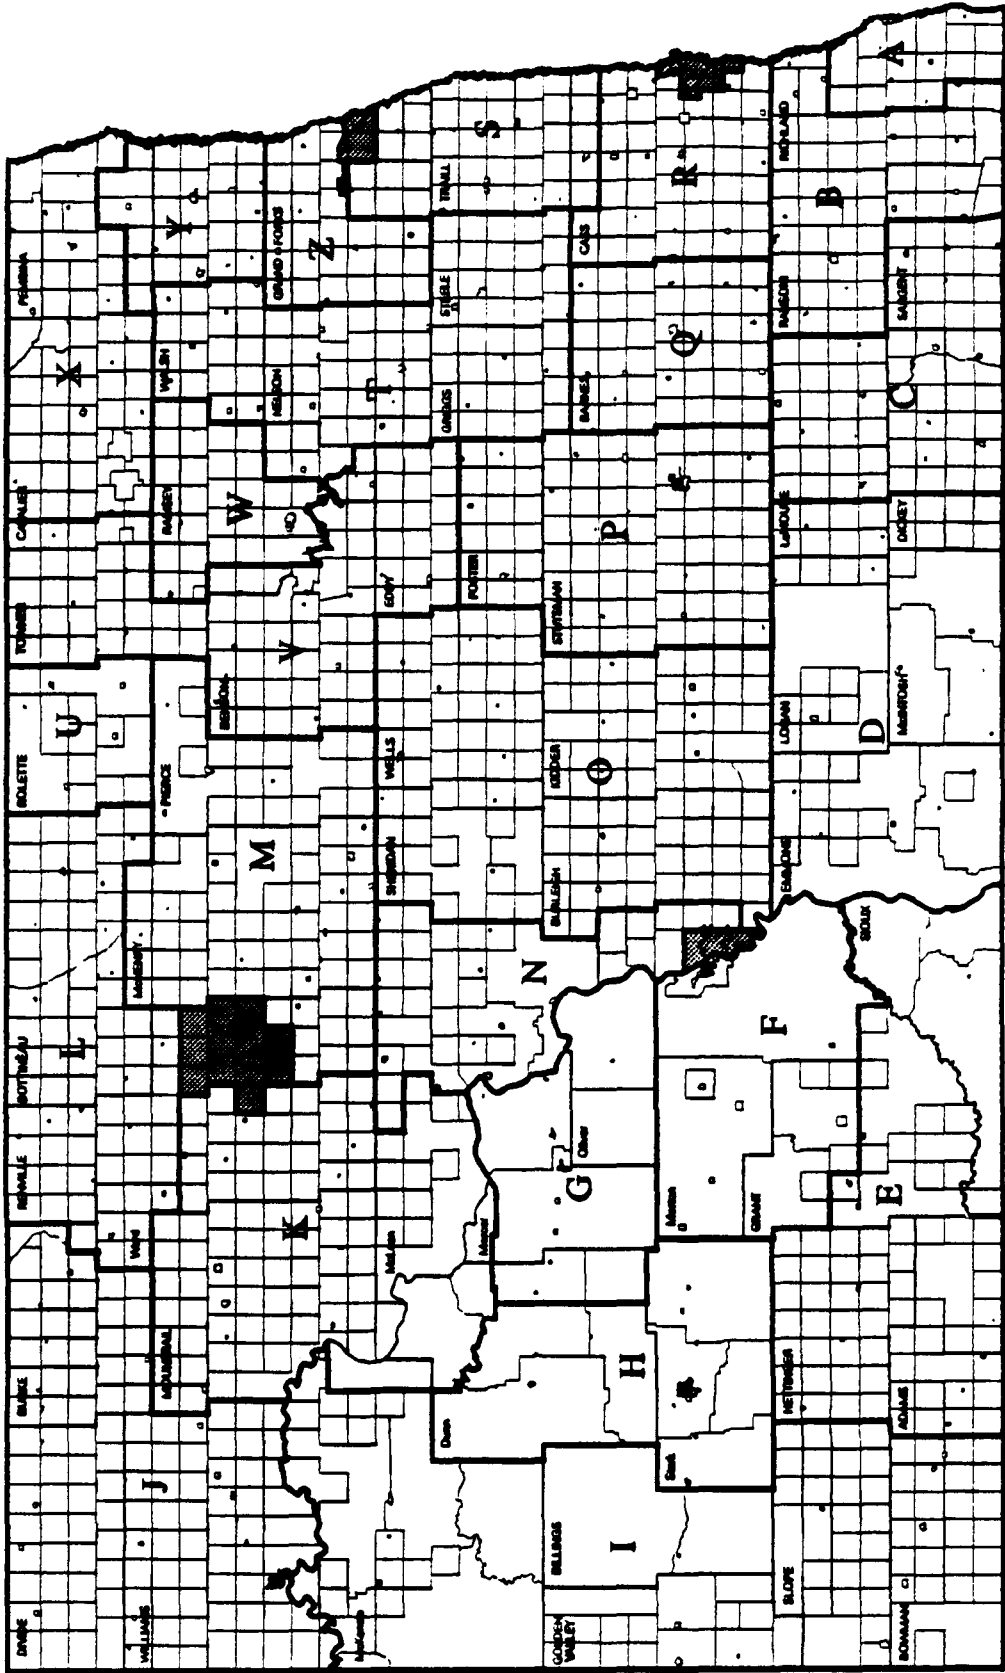 DIVIDE
BURKE
RENVILLE
BOTTINEAU
ROLETTE
TOWNER
CAVALIER
PEMBINA
L
U
X
WILLIAMS
J
MOUNTRAIL
Ward
McHENRY
PIERCE
RAMSEY
WALSH
Y
K
M
BENSON
V
W
NELSON
GRAND FORKS
Z
McKenzie
McLean
SHERIDAN
WELLS
EDDY
T
Dunn
Mercer
FOSTER
GRIGGS
STEELE
TRAILL
S
GOLDEN
VALLEY
BILLINGS
I
H
G
Oliver
N
BURLEIGH
KIDDER
O
STUTSMAN
P
BARNES
CASS
Stark
Morton
GRANT
F
Q
R
SLOPE
HETTINGER
EMMONS
LOGAN
LaMOURE
RANSOM
RICHLAND
B
BOWMAN
ADAMS
E
SIOUX
D
McINTOSH
DICKEY
C
SARGENT
A